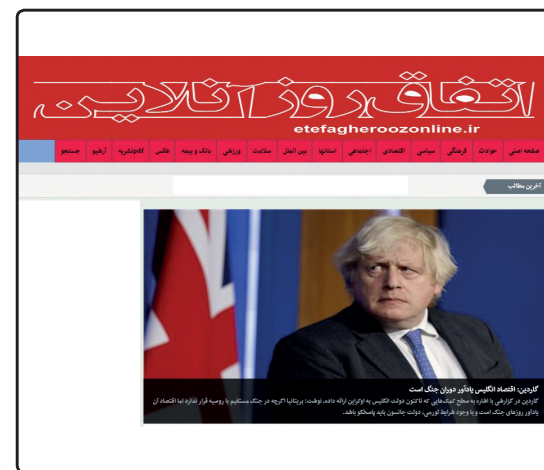 اتفاق روز آنلاین
etefagheroozonline.ir
صفحه اصلی حوادث فرهنگی سیاسی اقتصادی اجتماعی استانها بین الملل سلامت ورزشی بانک و بیمه عکس pdfنشریه آرشیو جستجو
آخرین مطالب
گاردین: اقتصاد انگلیس یادآور دوران جنگ است
گاردین در گزارشی با اشاره به سطح کمک‌هایی که تاکنون دولت انگلیس به اوکراین ارائه داده، نوشت: بریتانیا اگرچه در جنگ مستقیم با روسیه قرار ندارد اما اقتصاد آن
یادآور روزهای جنگ است و با وجود شرایط تورمی، دولت جانسون باید پاسخگو باشد.